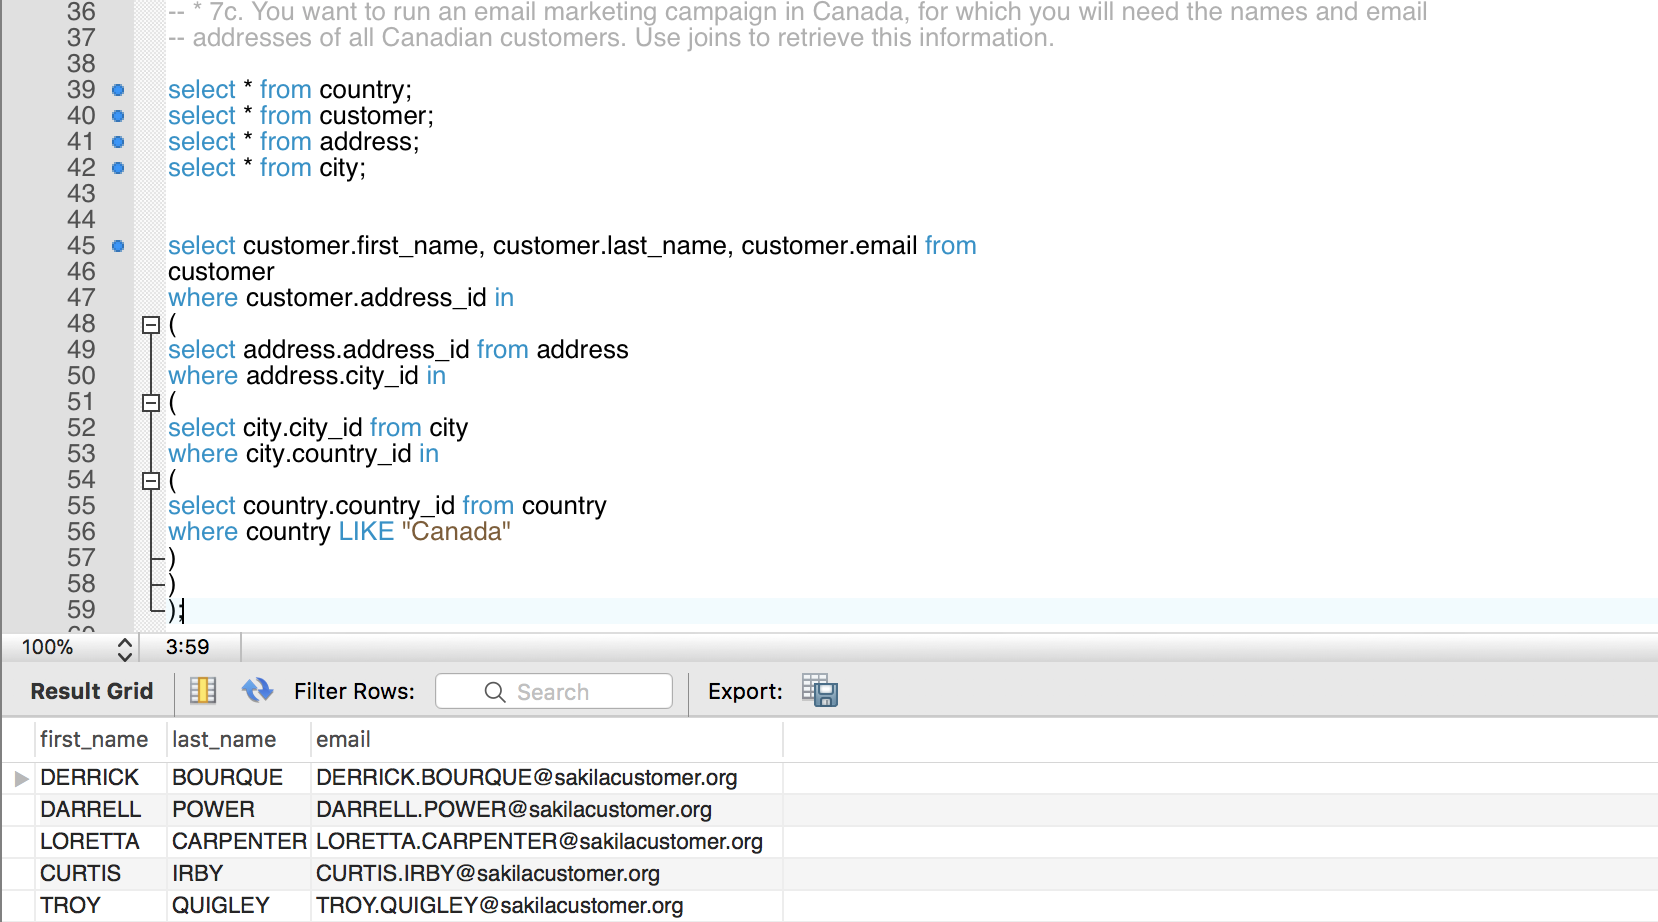 36 -- * 7c. You want to run an email marketing campaign in Canada, for which you will need the names and email
37 -- addresses of all Canadian customers. Use joins to retrieve this information.
38
39 select * from country;
40 select * from customer;
41 select * from address;
42 select * from city;
43
44
45 select customer.first_name, customer.last_name, customer.email from
46 customer
47 where customer.address_id in
48 (
49 select address.address_id from address
50 where address.city_id in
51 (
52 select city.city_id from city
53 where city.country_id in
54 (
55 select country.country_id from country
56 where country LIKE "Canada"
57 )
58 )
59 );
100% 3:59
Result Grid Filter Rows: Search Export:
first_name last_name email
DERRICK BOURQUE DERRICK.BOURQUE@sakilacustomer.org
DARRELL POWER DARRELL.POWER@sakilacustomer.org
LORETTA CARPENTER LORETTA.CARPENTER@sakilacustomer.org
CURTIS IRBY CURTIS.IRBY@sakilacustomer.org
TROY QUIGLEY TROY.QUIGLEY@sakilacustomer.org